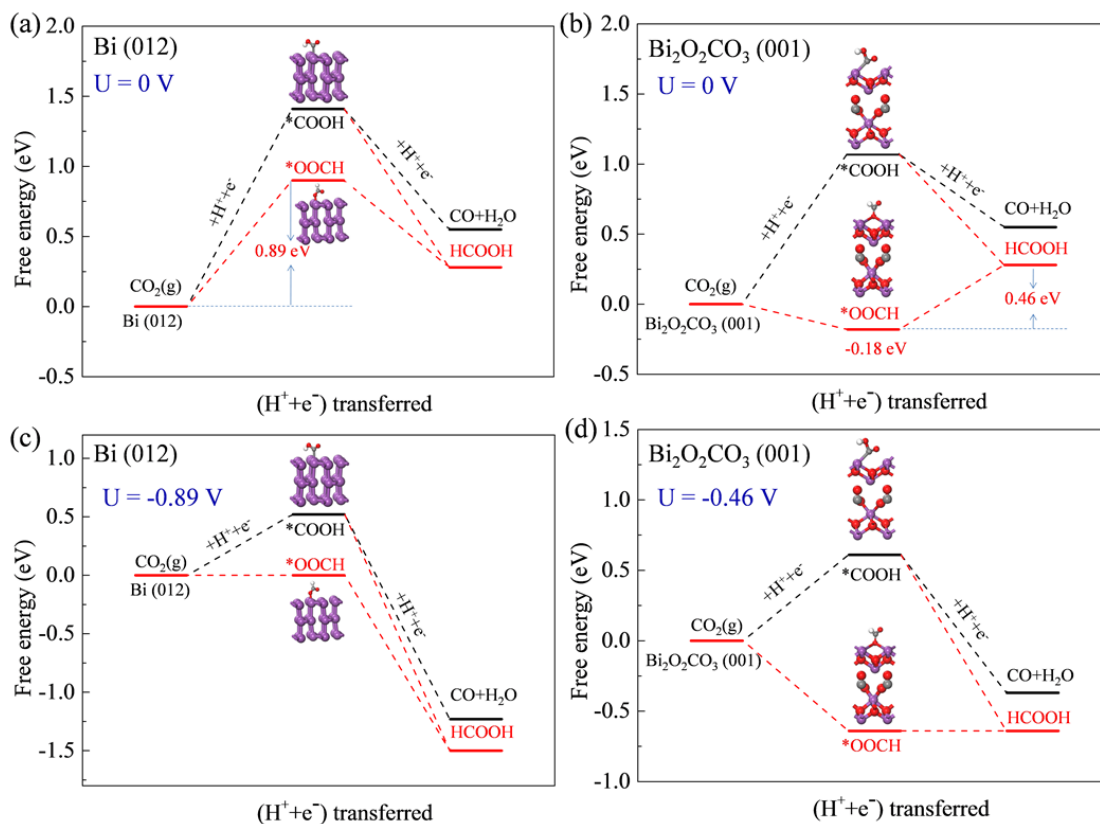 (a)
Bi (012)
U = 0 V
2.0
1.5
1.0
0.5
0.0
-0.5
Free energy (eV)
*COOH
+H⁺+e⁻
+H⁺+e⁻
*OOCH
CO+H₂O
HCOOH
0.89 eV
CO₂(g)
Bi (012)
(H⁺+e⁻) transferred
(b)
Bi₂O₂CO₃ (001)
U = 0 V
2.0
1.5
1.0
0.5
0.0
-0.5
Free energy (eV)
*COOH
+H⁺+e⁻
+H⁺+e⁻
CO+H₂O
HCOOH
0.46 eV
CO₂(g)
Bi₂O₂CO₃ (001)
*OOCH
-0.18 eV
(H⁺+e⁻) transferred
(c)
Bi (012)
U = -0.89 V
1.0
0.5
0.0
-0.5
-1.0
-1.5
Free energy (eV)
*COOH
+H⁺+e⁻
CO₂(g)
Bi (012)
*OOCH
+H⁺+e⁻
CO+H₂O
HCOOH
(H⁺+e⁻) transferred
(d)
Bi₂O₂CO₃ (001)
U = -0.46 V
1.5
1.0
0.5
0.0
-0.5
-1.0
Free energy (eV)
*COOH
+H⁺+e⁻
CO₂(g)
Bi₂O₂CO₃ (001)
+H⁺+e⁻
CO+H₂O
HCOOH
*OOCH
(H⁺+e⁻) transferred